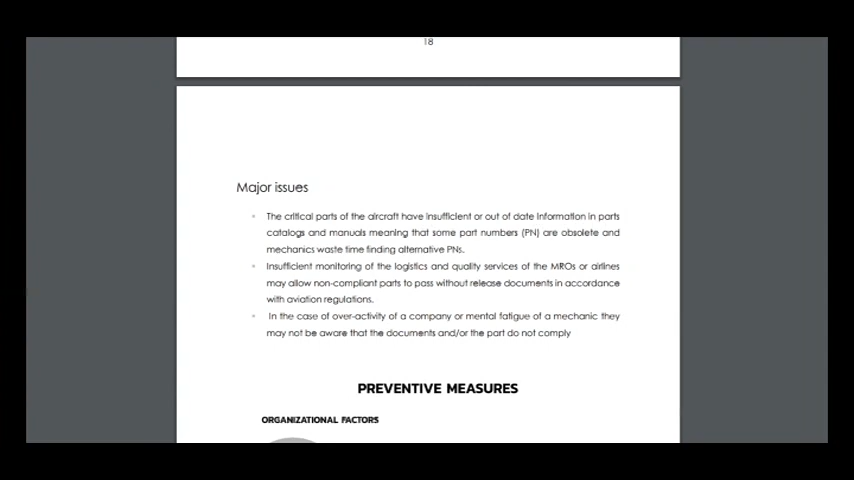 18
Major issues
• The critical parts of the aircraft have insufficient or out of date information in parts
catalogs and manuals meaning that some part numbers (PN) are obsolete and
mechanics waste time finding alternative PNs.
• Insufficient monitoring of the logistics and quality services of the MROs or airlines
may allow non-compliant parts to pass without release documents in accordance
with aviation regulations.
• In the case of over-activity of a company or mental fatigue of a mechanic they
may not be aware that the documents and/or the part do not comply
PREVENTIVE MEASURES
ORGANIZATIONAL FACTORS